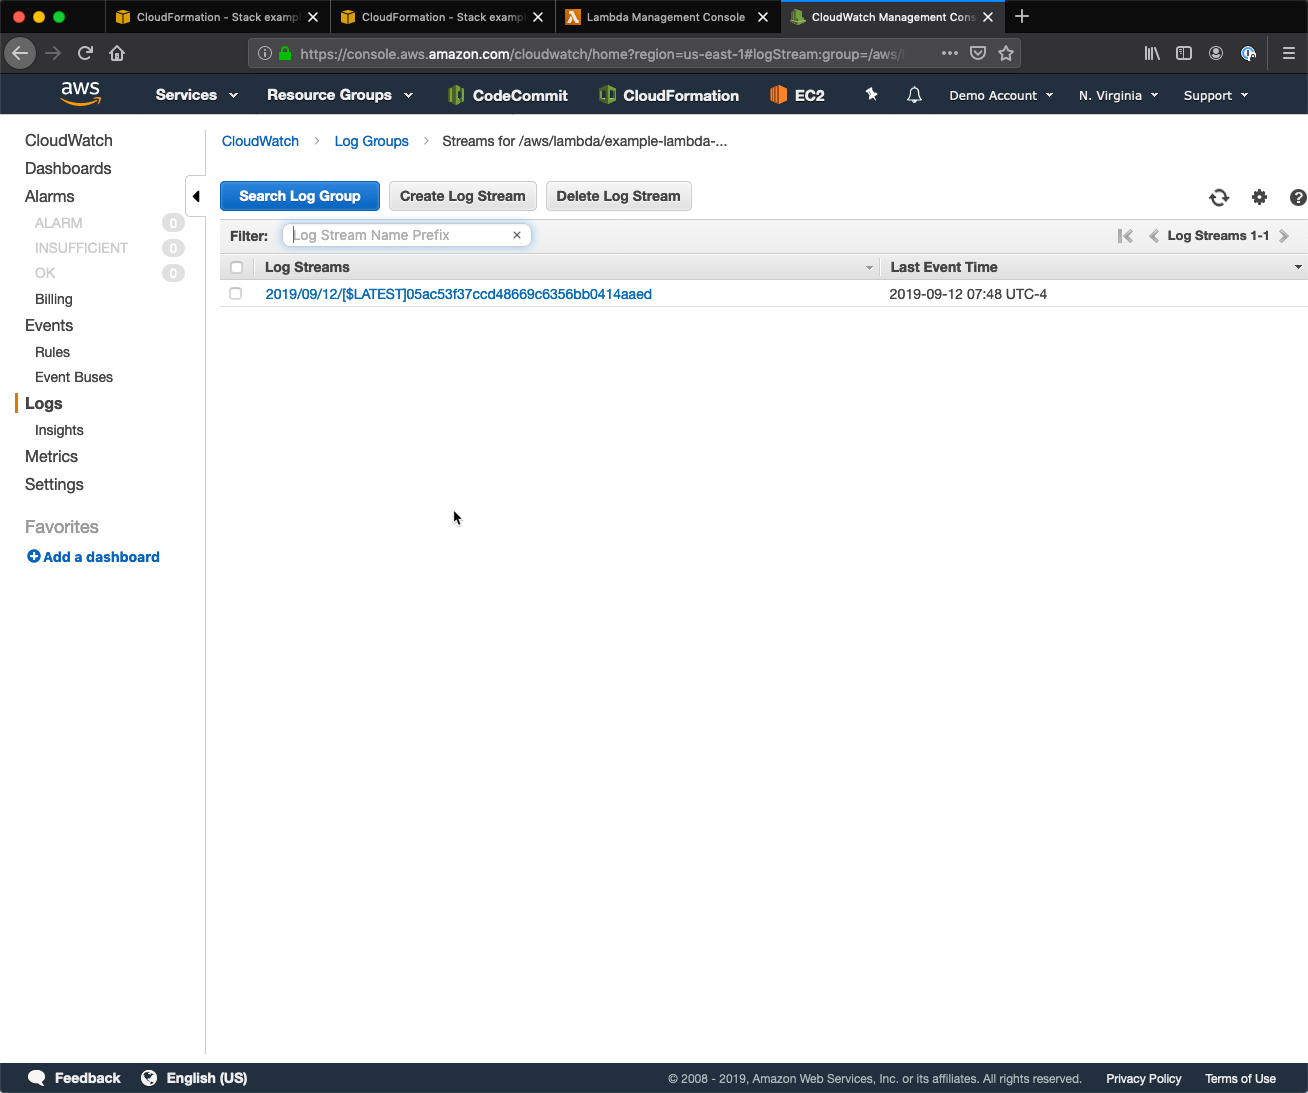 CloudFormation - Stack exampl
CloudFormation - Stack exampl
Lambda Management Console
CloudWatch Management Cons
https://console.aws.amazon.com/cloudwatch/home?region=us-east-1#logStream:group=/aws/l
aws
Services
Resource Groups
CodeCommit
CloudFormation
EC2
Demo Account
N. Virginia
Support
CloudWatch
Dashboards
Alarms
ALARM 0
INSUFFICIENT 0
OK 0
Billing
Events
Rules
Event Buses
Logs
Insights
Metrics
Settings
Favorites
Add a dashboard
CloudWatch
Log Groups
Streams for /aws/lambda/example-lambda-...
Search Log Group
Create Log Stream
Delete Log Stream
Filter:
Log Stream Name Prefix
Log Streams 1-1
Log Streams
Last Event Time
2019/09/12/[$LATEST]05ac53f37ccd48669c6356bb0414aaed
2019-09-12 07:48 UTC-4
Feedback
English (US)
© 2008 - 2019, Amazon Web Services, Inc. or its affiliates. All rights reserved.
Privacy Policy
Terms of Use